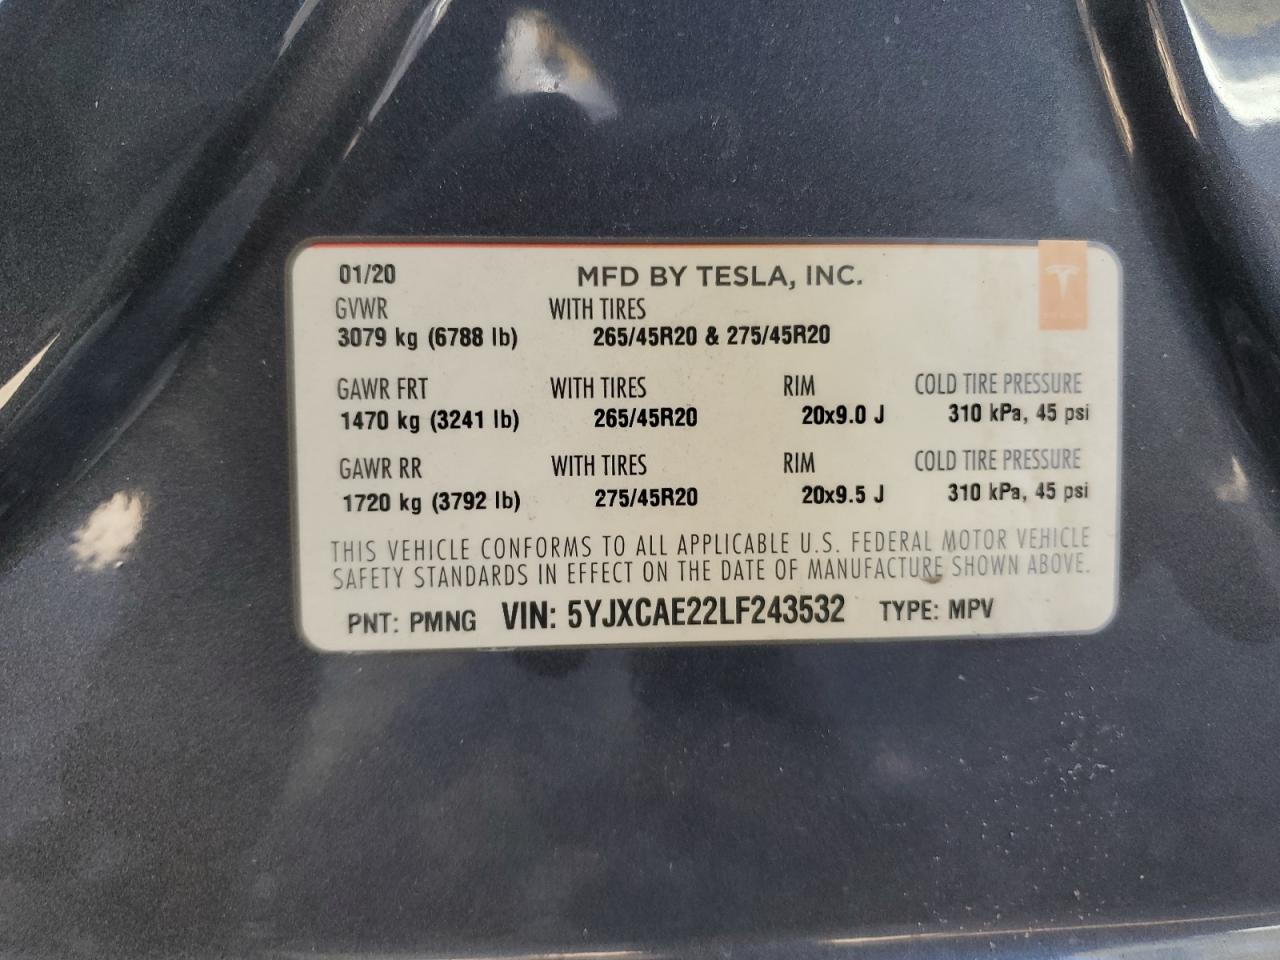 01/20 MFD BY TESLA, INC.
GVWR WITH TIRES
3079 kg (6788 lb) 265/45R20 & 275/45R20
GAWR FRT WITH TIRES RIM COLD TIRE PRESSURE
1470 kg (3241 lb) 265/45R20 20x9.0 J 310 kPa, 45 psi
GAWR RR WITH TIRES RIM COLD TIRE PRESSURE
1720 kg (3792 lb) 275/45R20 20x9.5 J 310 kPa, 45 psi
THIS VEHICLE CONFORMS TO ALL APPLICABLE U.S. FEDERAL MOTOR VEHICLE
SAFETY STANDARDS IN EFFECT ON THE DATE OF MANUFACTURE SHOWN ABOVE.
PNT: PMNG VIN: 5YJXCAE22LF243532 TYPE: MPV